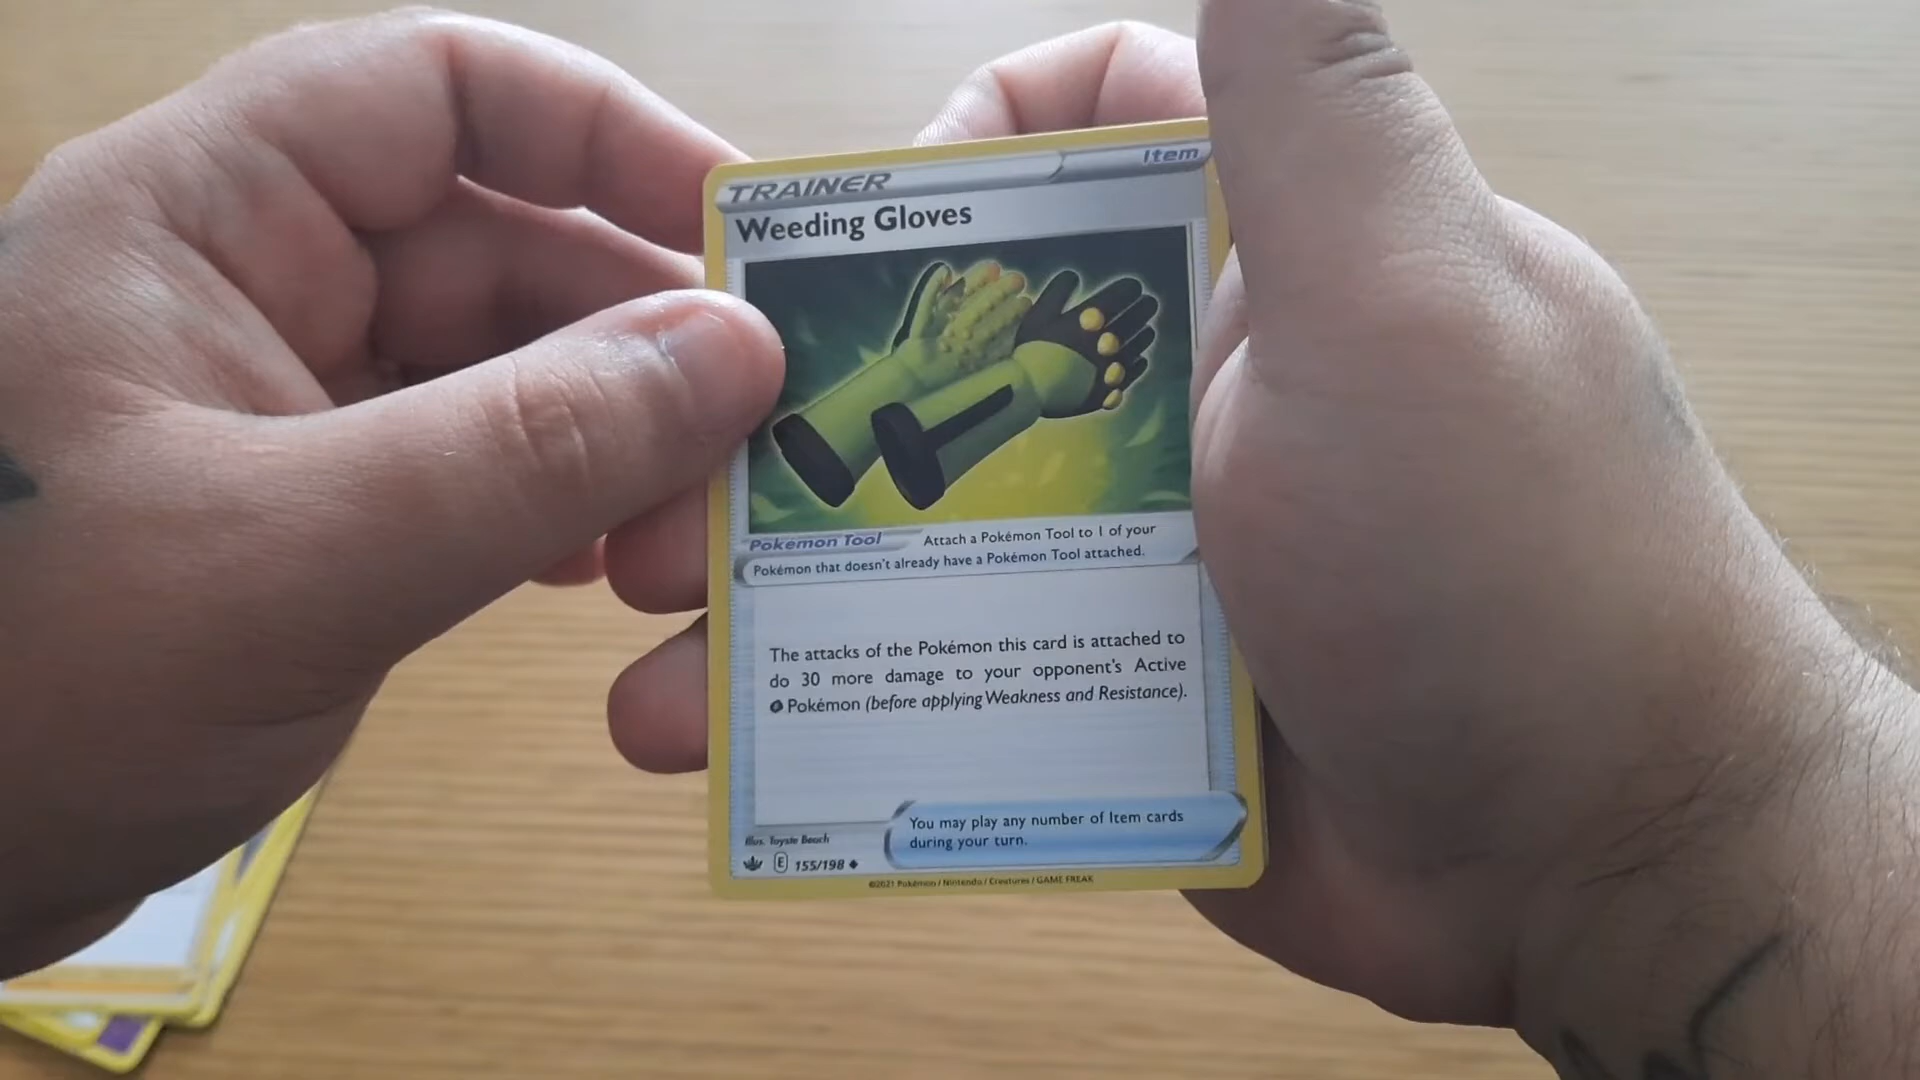 TRAINER
Item
Weeding Gloves
Pokémon Tool
Attach a Pokémon Tool to 1 of your
Pokémon that doesn't already have a Pokémon Tool attached.
The attacks of the Pokémon this card is attached to
do 30 more damage to your opponent's Active
Pokémon (before applying Weakness and Resistance).
You may play any number of Item cards
during your turn.
Illus. Toyste Beach
E 155/198
©2021 Pokémon / Nintendo / Creatures / GAME FREAK